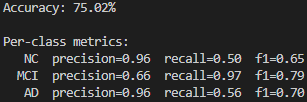 Accuracy: 75.02%
Per-class metrics:
NC precision=0.96 recall=0.50 f1=0.65
MCI precision=0.66 recall=0.97 f1=0.79
AD precision=0.96 recall=0.56 f1=0.70